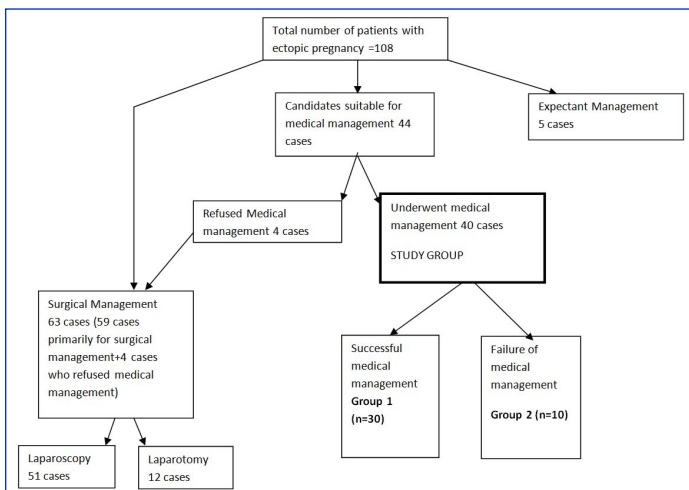 Total number of patients with
ectopic pregnancy =108
Candidates suitable for
medical management 44
cases
Expectant Management
5 cases
Refused Medical
management 4 cases
Underwent medical
management 40 cases
STUDY GROUP
Surgical Management
63 cases (59 cases
primarily for surgical
management+4 cases
who refused medical
management)
Successful
medical
management
Group 1
(n=30)
Failure of
medical
management
Group 2 (n=10)
Laparoscopy
51 cases
Laparotomy
12 cases